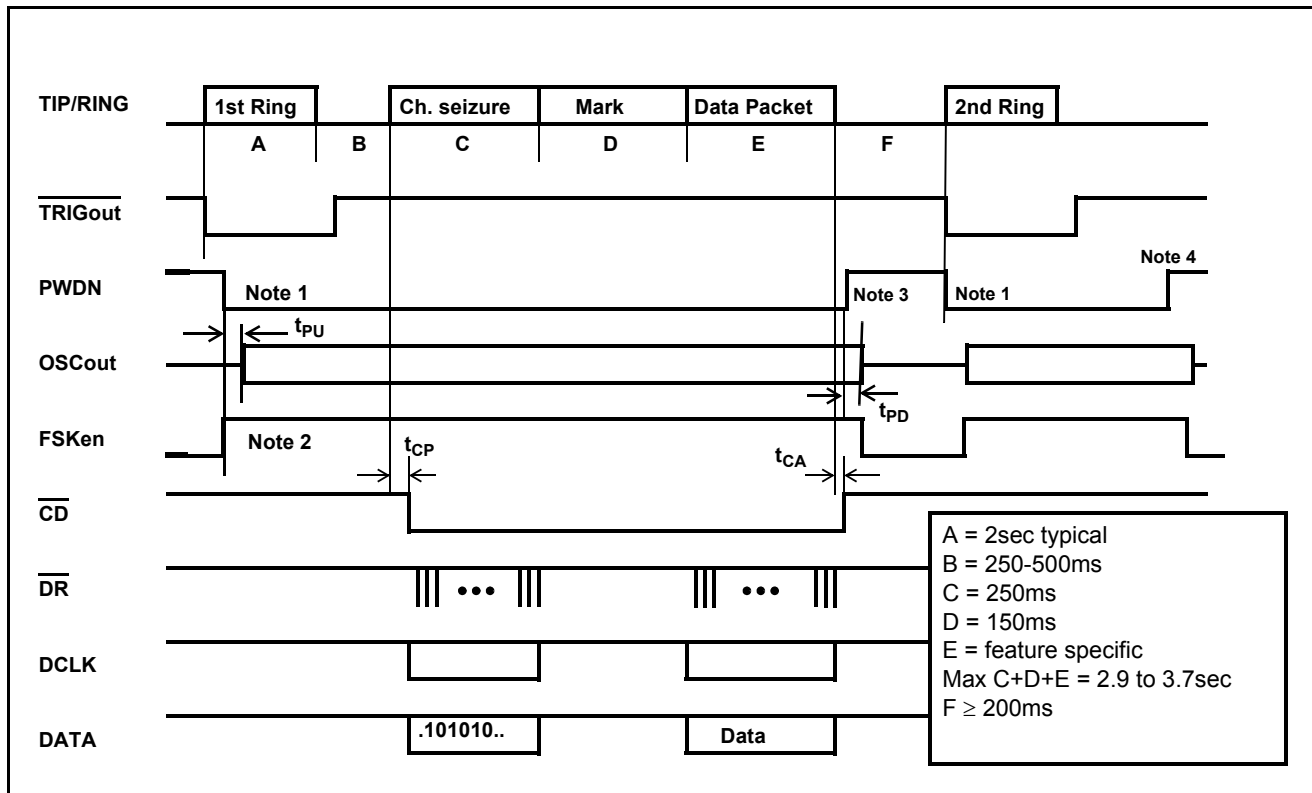 TIP/RING
1st Ring
Ch. seizure
Mark
Data Packet
2nd Ring
A
B
C
D
E
F
TRIGout
Note 4
PWDN
Note 1
Note 3
Note 1
tPU
OSCout
tPD
FSKen
Note 2
tCP
tCA
CD
A = 2sec typical
B = 250-500ms
C = 250ms
D = 150ms
E = feature specific
Max C+D+E = 2.9 to 3.7sec
F ≥ 200ms
DR
•••
•••
DCLK
DATA
.101010..
Data